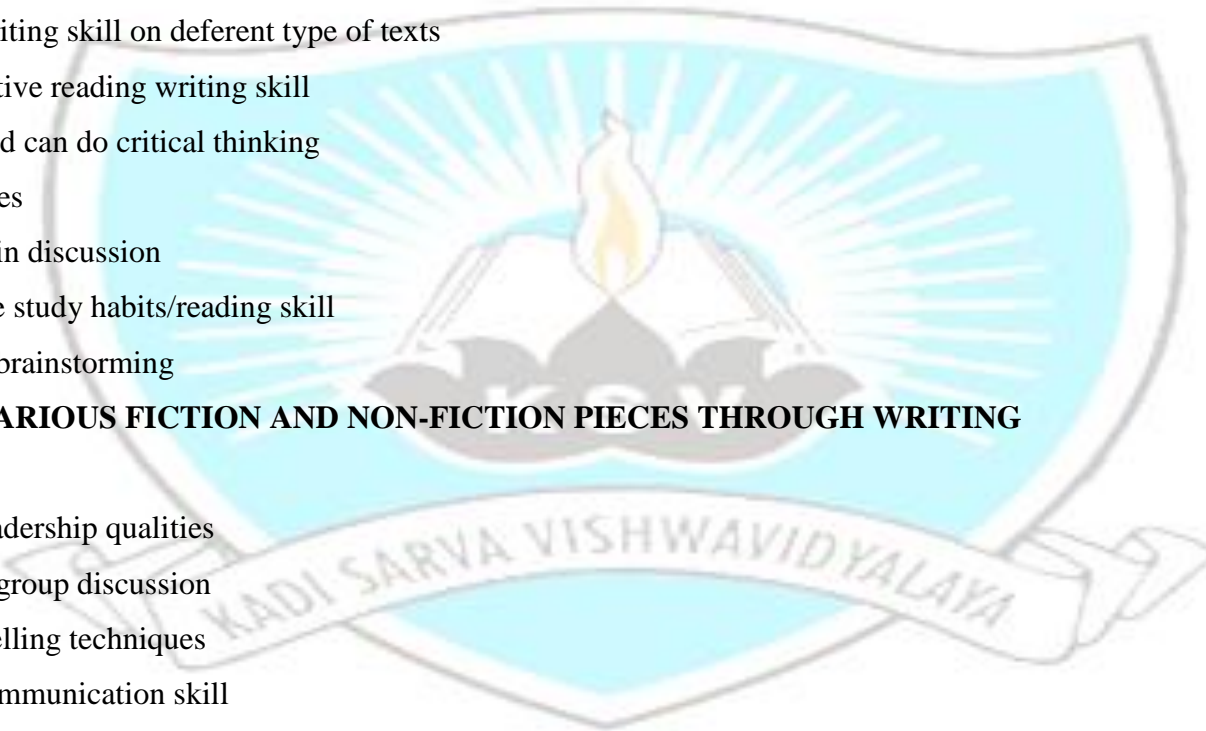 iting skill on deferent type of texts
tive reading writing skill
d can do critical thinking
es
in discussion
e study habits/reading skill
brainstorming
ARIOUS FICTION AND NON-FICTION PIECES THROUGH WRITING
adership qualities
group discussion
elling techniques
mmunication skill
KSV
KADI SARVA VISHWAVIDYALAYA